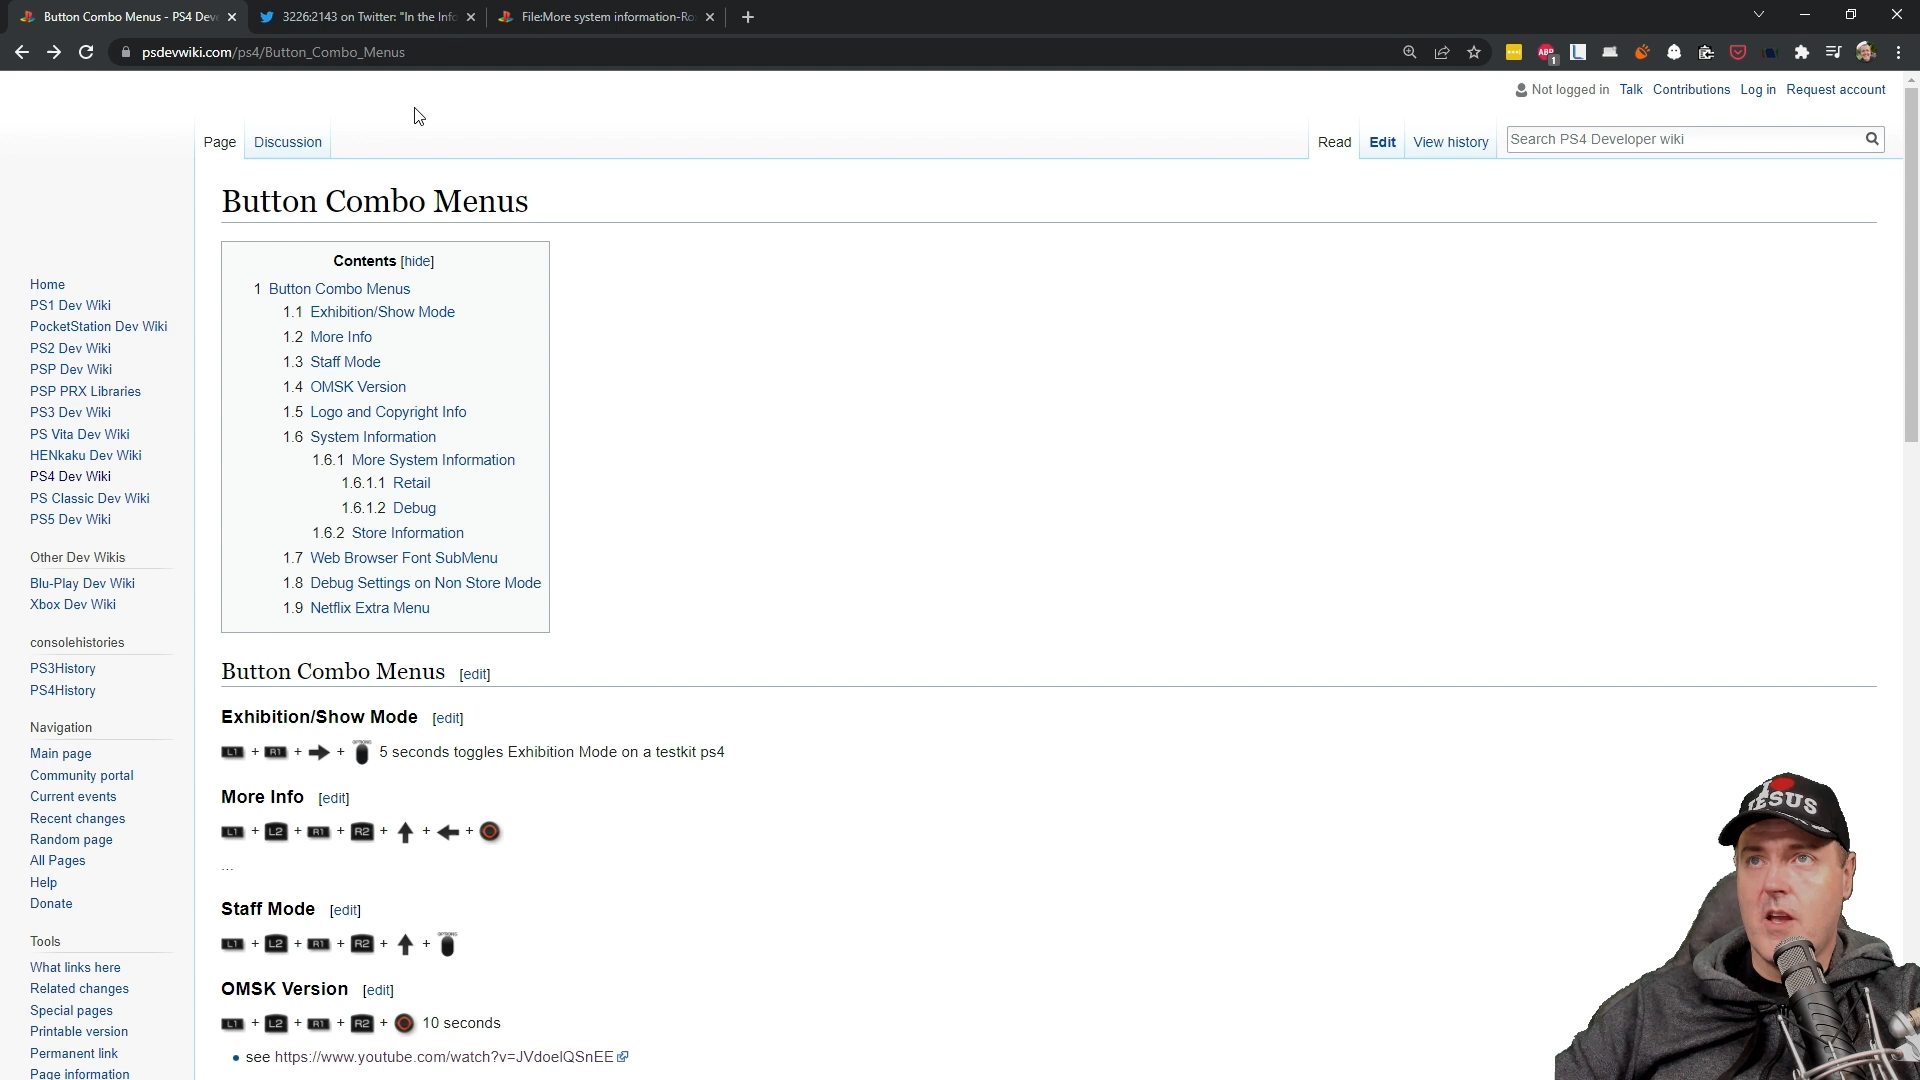 Button Combo Menus - PS4 Deve
3226:2143 on Twitter: "In the Info
File:More system information-Ro
psdevwiki.com/ps4/Button_Combo_Menus
ABP
1
Not logged in Talk Contributions Log in Request account
Page Discussion Read Edit View history Search PS4 Developer wiki
Button Combo Menus
Contents [hide]
1 Button Combo Menus
1.1 Exhibition/Show Mode
1.2 More Info
1.3 Staff Mode
1.4 OMSK Version
1.5 Logo and Copyright Info
1.6 System Information
1.6.1 More System Information
1.6.1.1 Retail
1.6.1.2 Debug
1.6.2 Store Information
1.7 Web Browser Font SubMenu
1.8 Debug Settings on Non Store Mode
1.9 Netflix Extra Menu
Home
PS1 Dev Wiki
PocketStation Dev Wiki
PS2 Dev Wiki
PSP Dev Wiki
PSP PRX Libraries
PS3 Dev Wiki
PS Vita Dev Wiki
HENkaku Dev Wiki
PS4 Dev Wiki
PS Classic Dev Wiki
PS5 Dev Wiki
Other Dev Wikis
Blu-Play Dev Wiki
Xbox Dev Wiki
consolehistories
PS3History
PS4History
Navigation
Main page
Community portal
Current events
Recent changes
Random page
All Pages
Help
Donate
Tools
What links here
Related changes
Special pages
Printable version
Permanent link
Page information
Button Combo Menus [edit]
Exhibition/Show Mode [edit]
L1 + R1 + + OPTIONS 5 seconds toggles Exhibition Mode on a testkit ps4
More Info [edit]
L1 + L2 + R1 + R2 + + +
...
Staff Mode [edit]
L1 + L2 + R1 + R2 + + OPTIONS
OMSK Version [edit]
L1 + L2 + R1 + R2 + 10 seconds
• see https://www.youtube.com/watch?v=JVdoelQSnEE
JESUS